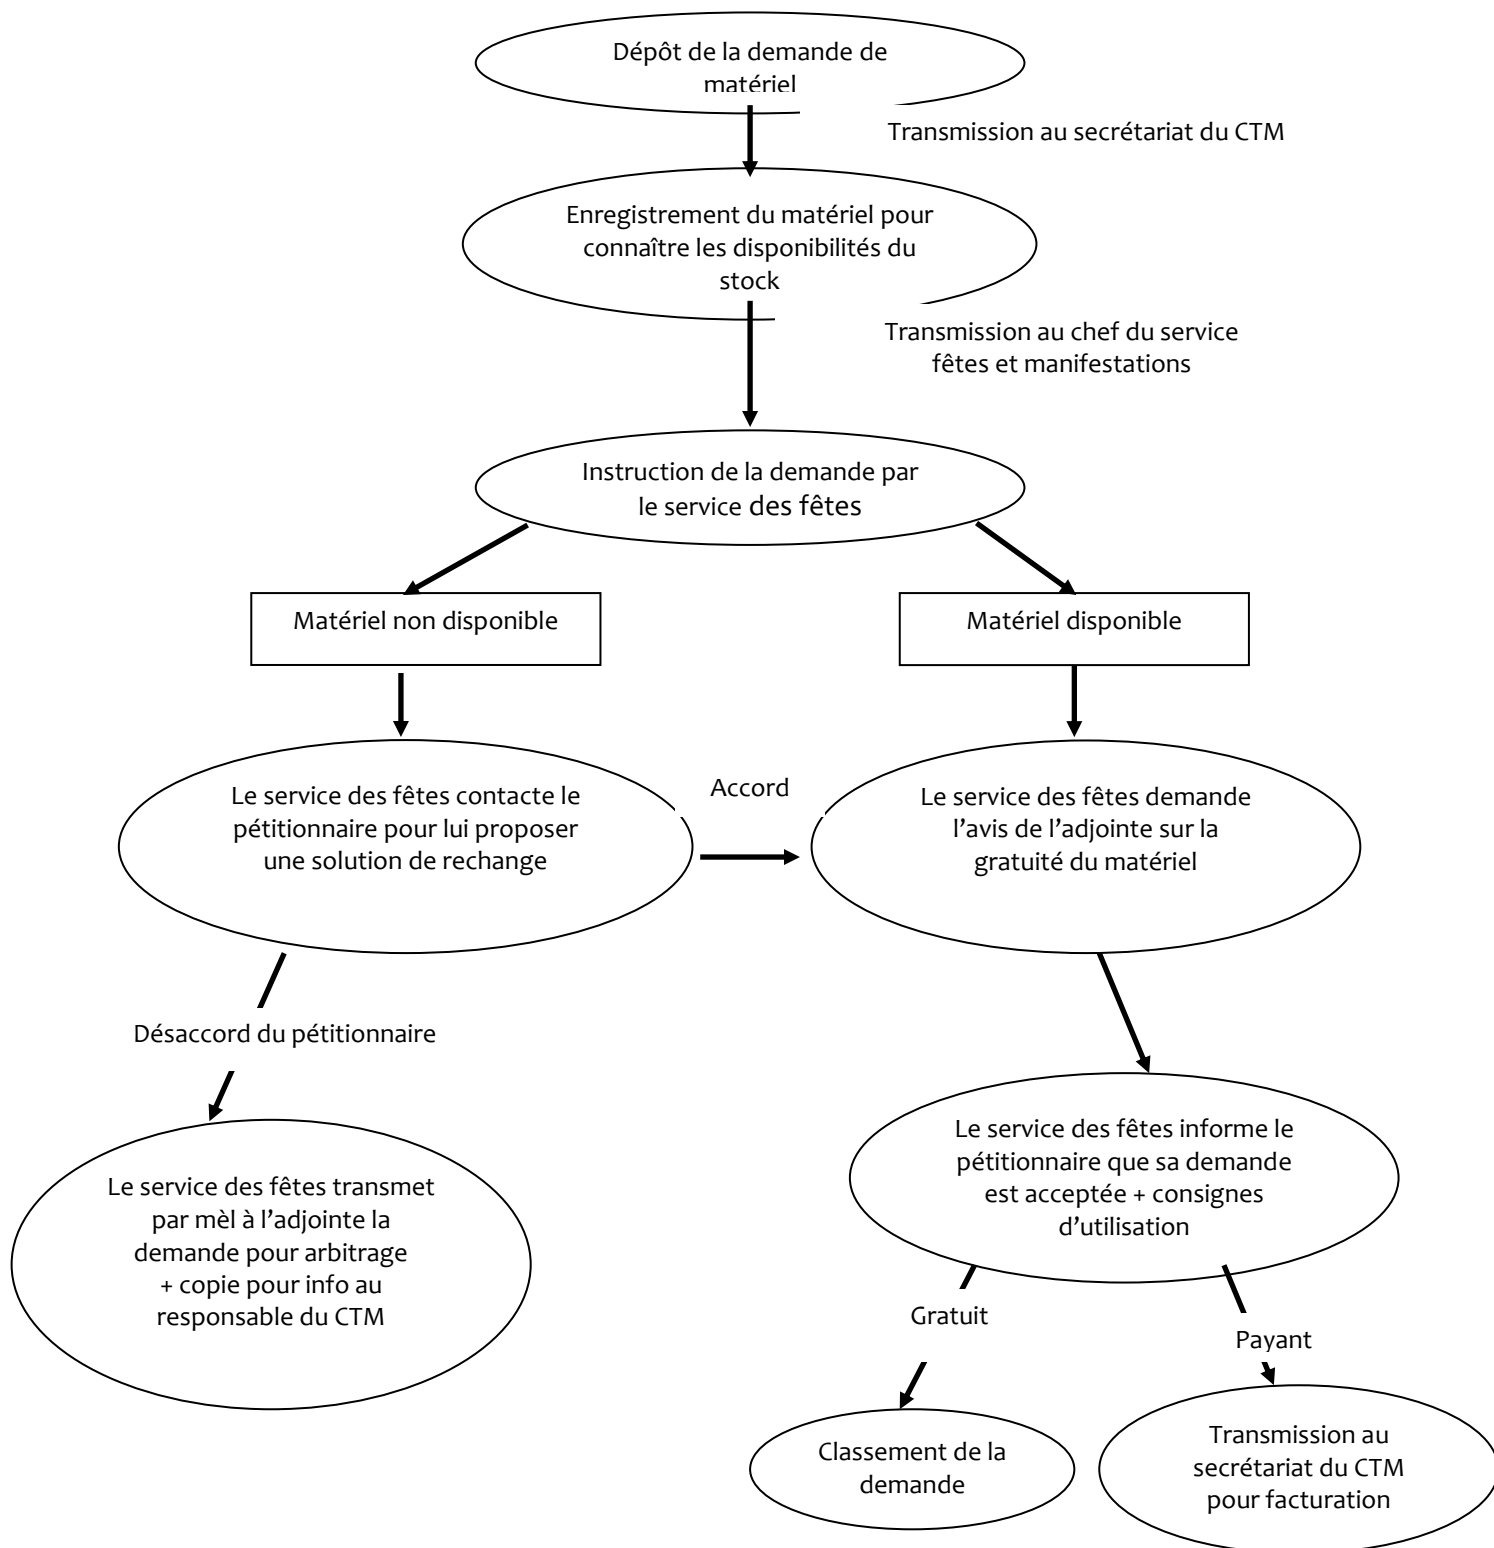 Dépôt de la demande de
matériel
Transmission au secrétariat du CTM
Enregistrement du matériel pour
connaître les disponibilités du
stock
Transmission au chef du service
fêtes et manifestations
Instruction de la demande par
le service des fêtes
Matériel non disponible
Matériel disponible
Le service des fêtes contacte le
pétitionnaire pour lui proposer
une solution de rechange
Accord
Le service des fêtes demande
l’avis de l’adjointe sur la
gratuité du matériel
Désaccord du pétitionnaire
Le service des fêtes transmet
par mèl à l’adjointe la
demande pour arbitrage
+ copie pour info au
responsable du CTM
Le service des fêtes informe le
pétitionnaire que sa demande
est acceptée + consignes
d’utilisation
Gratuit
Payant
Classement de la
demande
Transmission au
secrétariat du CTM
pour facturation